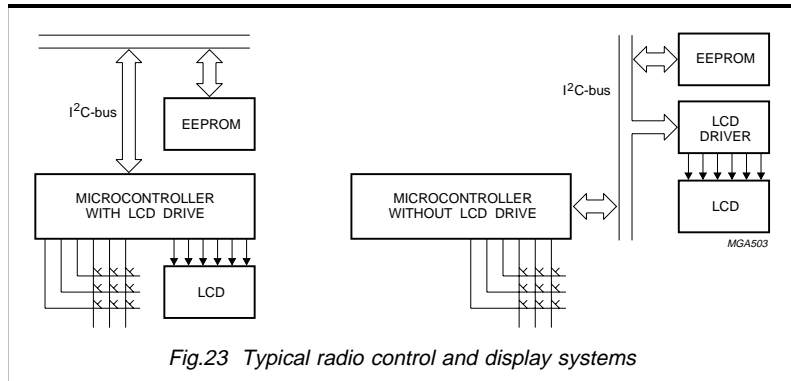 I²C-bus
EEPROM
MICROCONTROLLER
WITH LCD DRIVE
LCD
I²C-bus
EEPROM
LCD
DRIVER
MICROCONTROLLER
WITHOUT LCD DRIVE
LCD
MGA503
Fig.23 Typical radio control and display systems